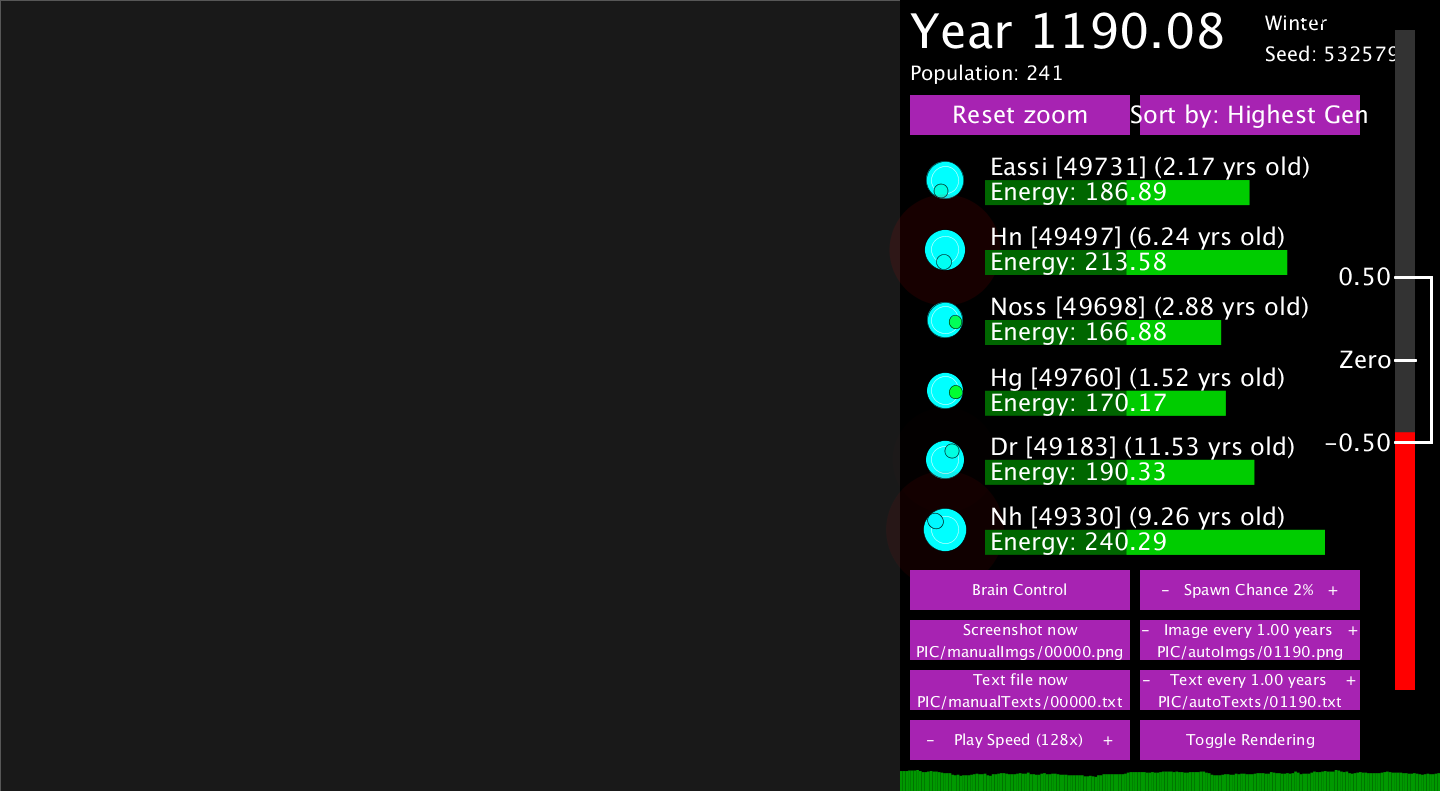 Year 1190.08
Winter
Seed: 532579
Population: 241
Reset zoom
Sort by: Highest Gen
Eassi [49731] (2.17 yrs old)
Energy: 186.89
Hn [49497] (6.24 yrs old)
Energy: 213.58
0.50
Noss [49698] (2.88 yrs old)
Energy: 166.88
Zero
Hg [49760] (1.52 yrs old)
Energy: 170.17
-0.50
Dr [49183] (11.53 yrs old)
Energy: 190.33
Nh [49330] (9.26 yrs old)
Energy: 240.29
Brain Control
- Spawn Chance 2% +
Screenshot now
PIC/manualImgs/00000.png
- Image every 1.00 years +
PIC/autoImgs/01190.png
Text file now
PIC/manualTexts/00000.txt
- Text every 1.00 years +
PIC/autoTexts/01190.txt
- Play Speed (128x) +
Toggle Rendering